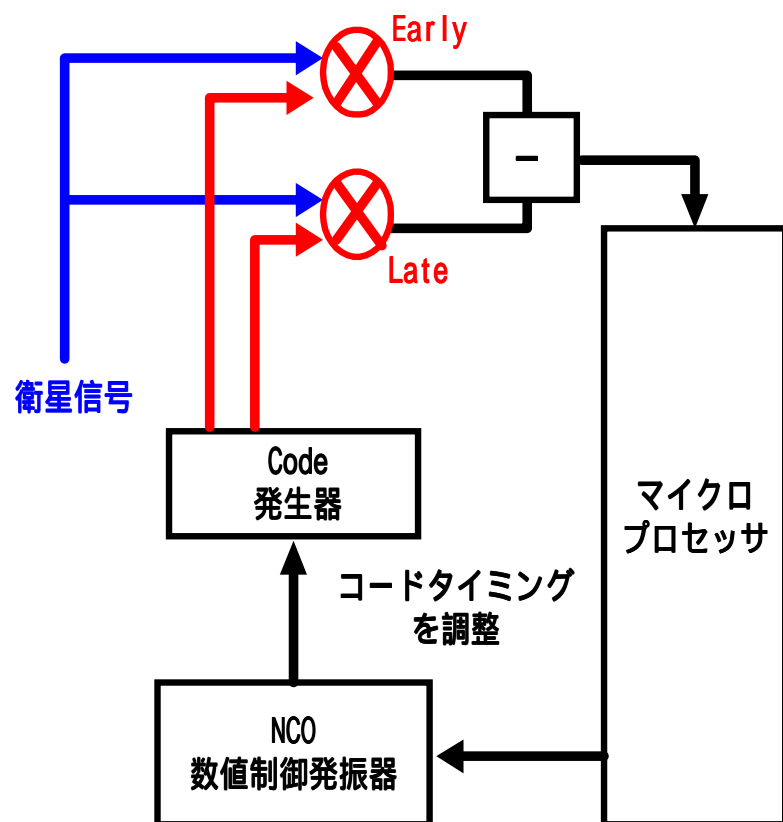 Early
－
Late
衛星信号
Code
発生器
マイクロ
プロセッサ
コードタイミング
を調整
NCO
数値制御発振器